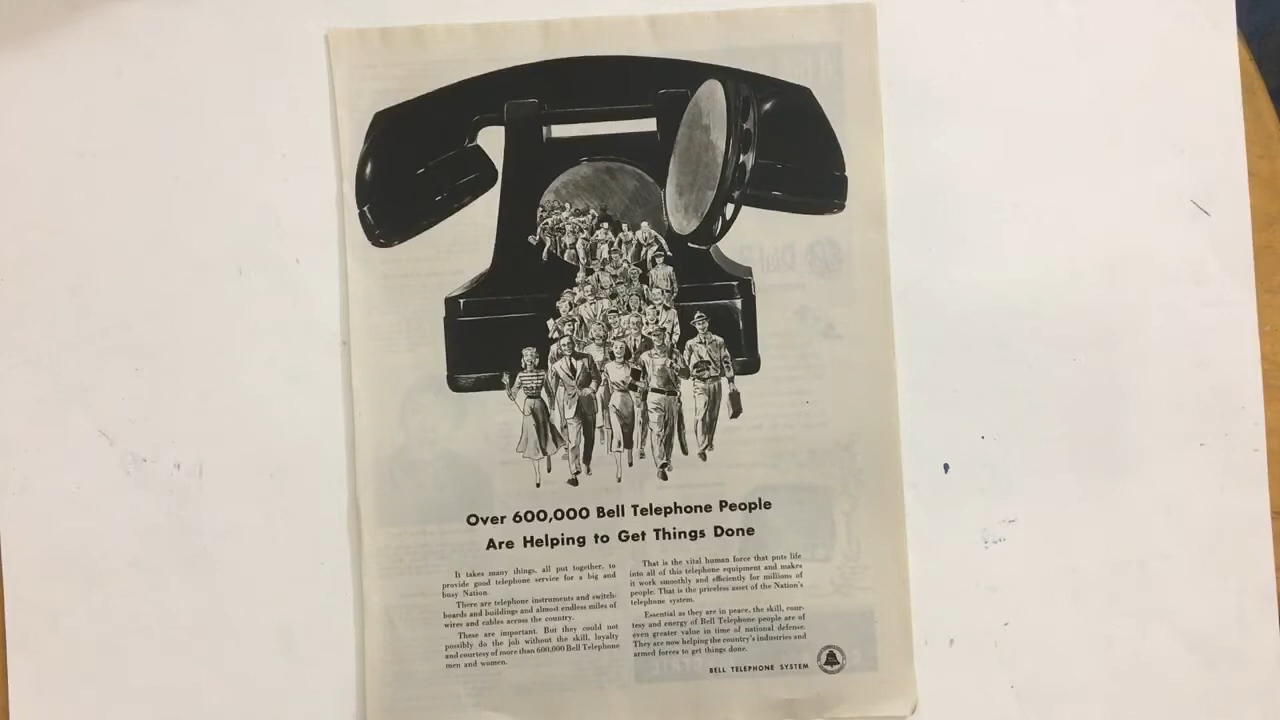 Over 600,000 Bell Telephone People
Are Helping to Get Things Done
It takes many things, all put together, to
provide good telephone service for a big and
busy Nation.
There are telephone instruments and switch-
boards and buildings and almost endless miles of
wires and cables across the country.
These are important. But they could not
possibly do the job without the skill, loyalty
and courtesy of more than 600,000 Bell Telephone
men and women.
That is the vital human force that puts life
into all of this telephone equipment and makes
it work smoothly and efficiently for millions of
people. That is the priceless asset of the Nation's
telephone system.
Essential as they are in peace, the skill, cour-
tesy and energy of Bell Telephone people are of
even greater value in time of national defense.
They are now helping the country's industries and
armed forces to get things done.
BELL TELEPHONE SYSTEM